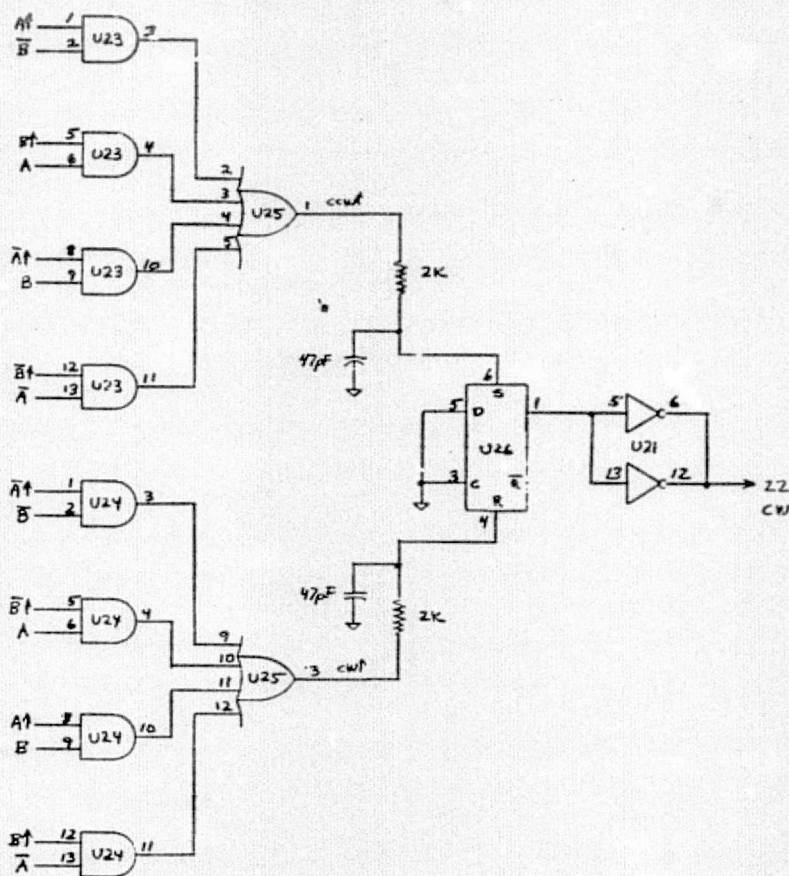 A↑ 1 U23 3
B̅ 2
B↑ 5 U23 4
A 6
A̅↑ 8 U23 10
B 9
B̅↑ 12 U23 11
A̅ 13
2
3
4
5
U25 1 ccw↑
2K
47pF
6
S
5 D 1
U26
3 C Q̅
R
4
5 6
U21
13 12
22
CW
A̅↑ 1 U24 3
B̅ 2
B̅↑ 5 U24 4
A 6
A↑ 8 U24 10
B 9
B↑ 12 U24 11
A̅ 13
9
10
11
12
U25 13 cw↑
47pF
2K